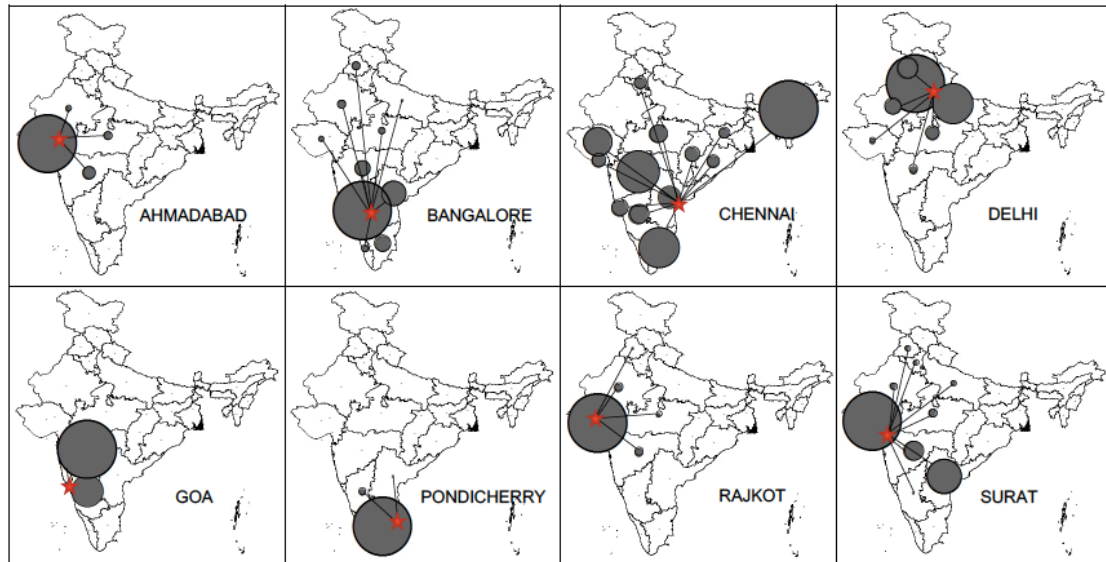 AHMADABAD
BANGALORE
CHENNAI
DELHI
GOA
PONDICHERRY
RAJKOT
SURAT